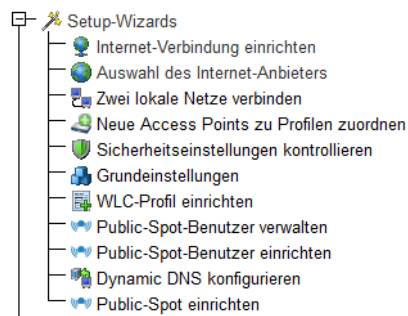 Setup-Wizards
Internet-Verbindung einrichten
Auswahl des Internet-Anbieters
Zwei lokale Netze verbinden
Neue Access Points zu Profilen zuordnen
Sicherheitseinstellungen kontrollieren
Grundeinstellungen
WLC-Profil einrichten
Public-Spot-Benutzer verwalten
Public-Spot-Benutzer einrichten
Dynamic DNS konfigurieren
Public-Spot einrichten